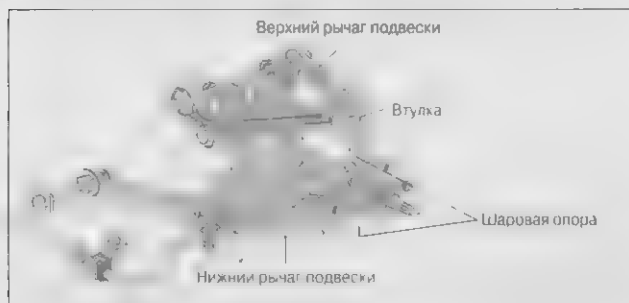 Верхний рычаг подвески
Втулка
Шаровая опора
Нижний рычаг подвески